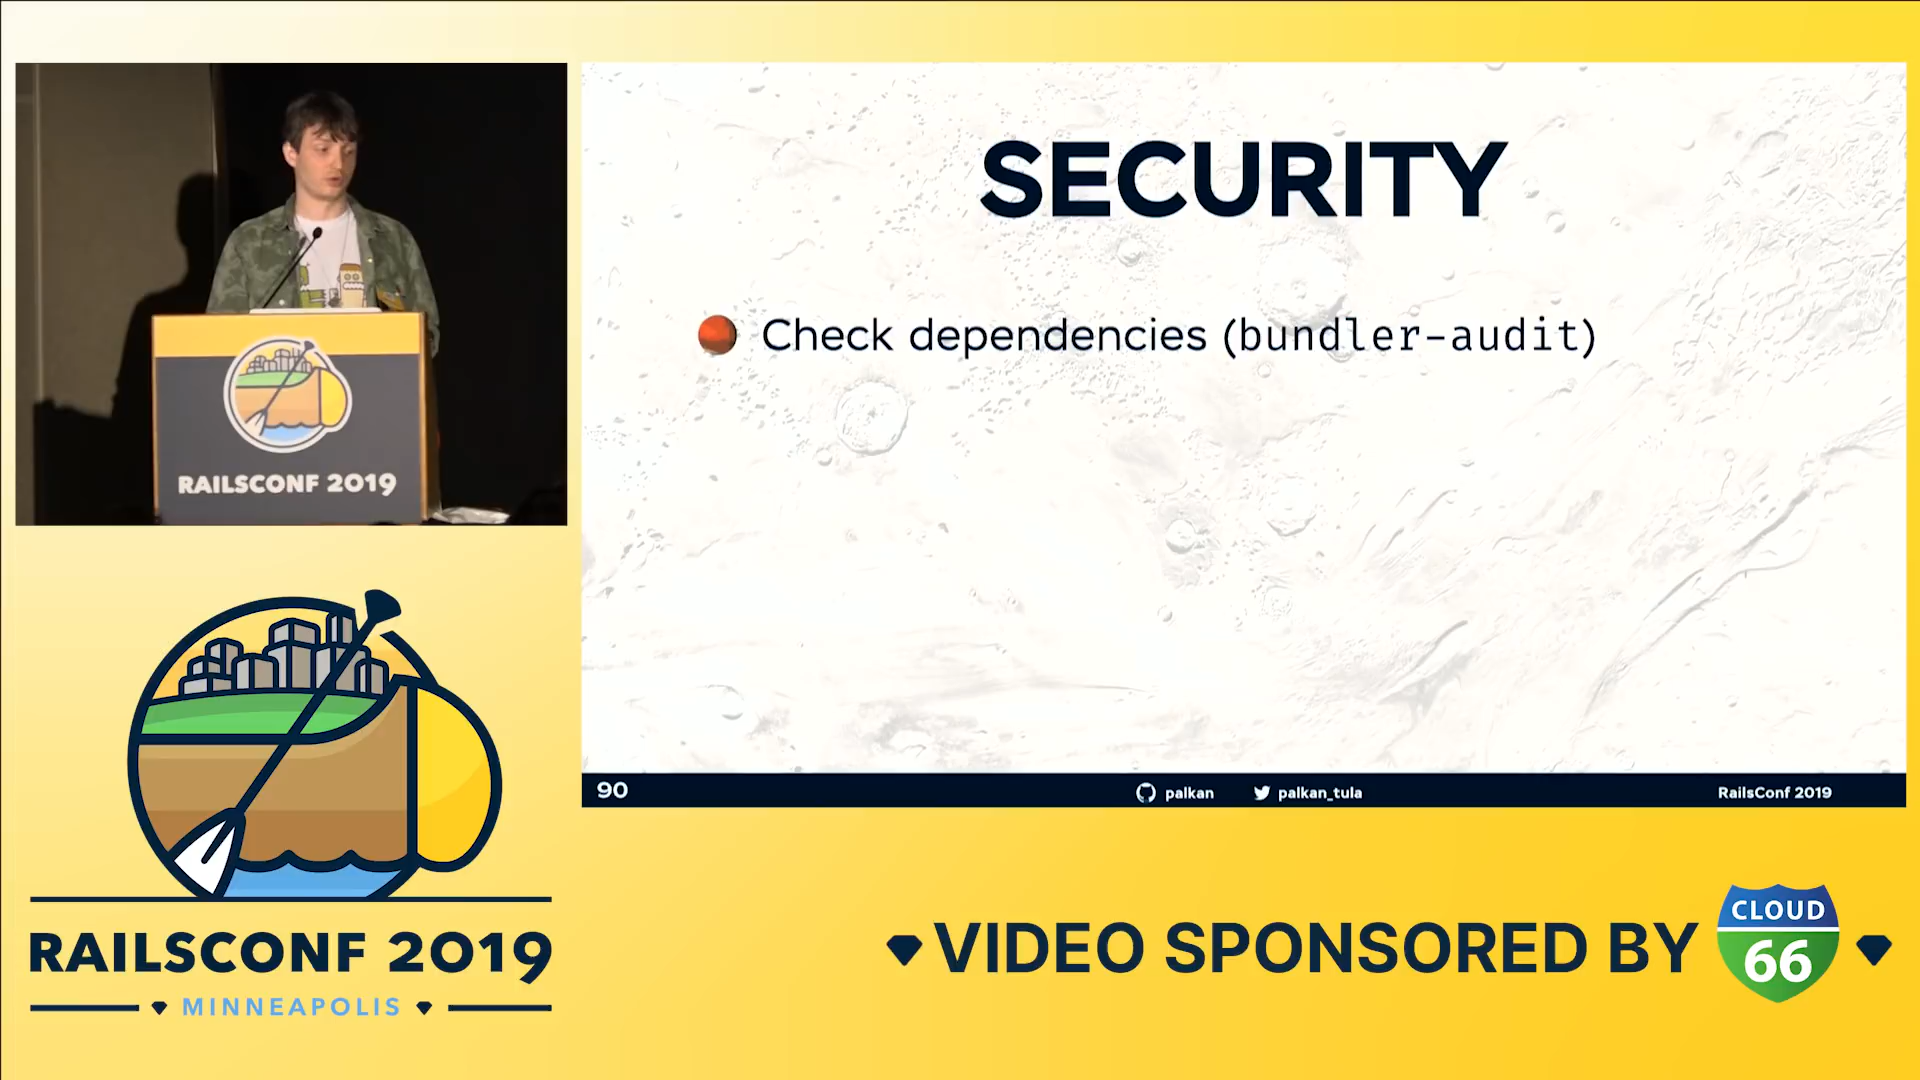 SECURITY
Check dependencies (bundler-audit)
90
palkan
palkan_tula
RailsConf 2019
RAILSCONF 2019
RAILSCONF 2019
MINNEAPOLIS
VIDEO SPONSORED BY
CLOUD
66